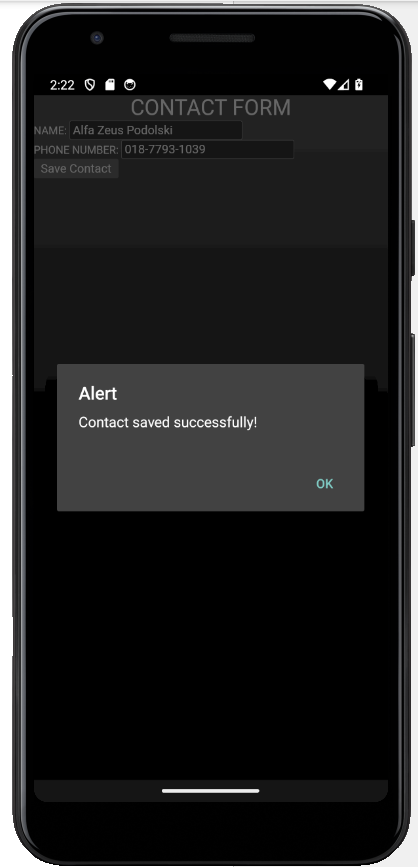 2:22
CONTACT FORM
NAME: Alfa Zeus Podolski
PHONE NUMBER: 018-7793-1039
Save Contact
Alert
Contact saved successfully!
OK